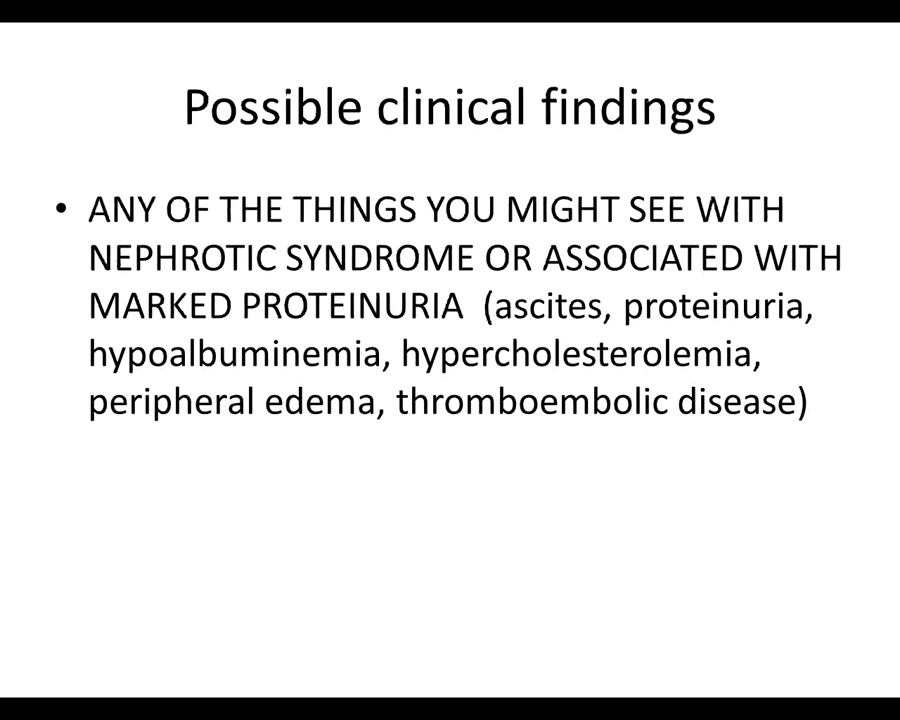 Possible clinical findings
• ANY OF THE THINGS YOU MIGHT SEE WITH
NEPHROTIC SYNDROME OR ASSOCIATED WITH
MARKED PROTEINURIA  (ascites, proteinuria,
hypoalbuminemia, hypercholesterolemia,
peripheral edema, thromboembolic disease)